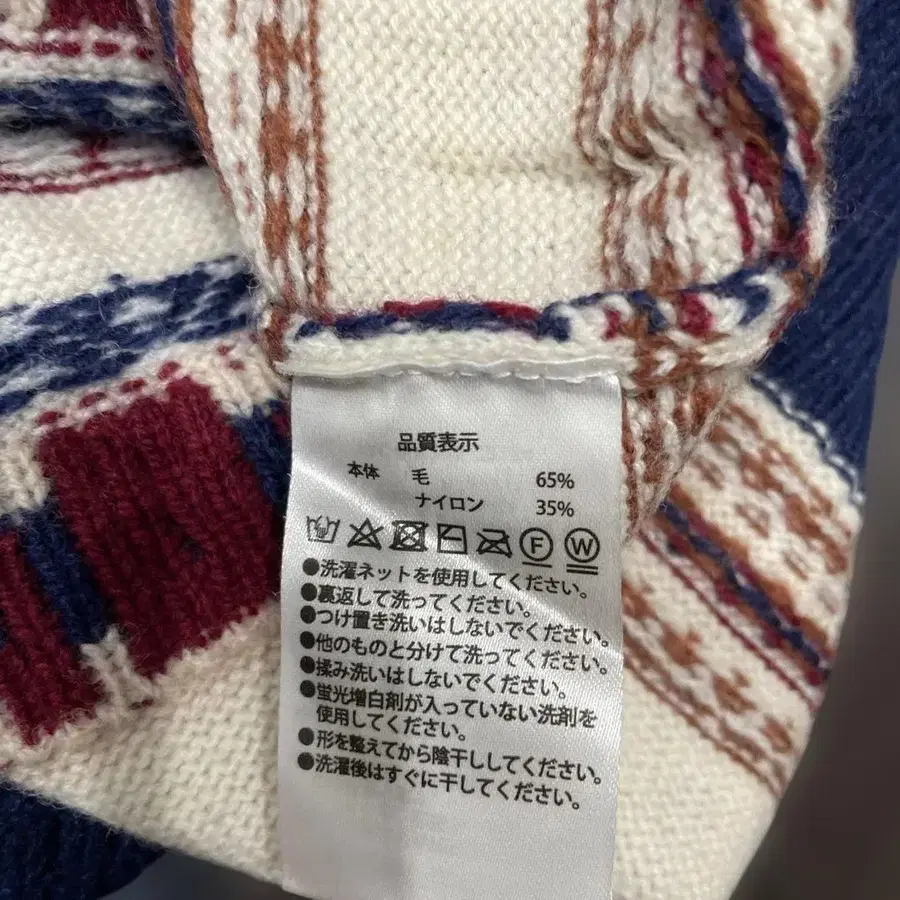 品質表示
本体 毛 65%
ナイロン 35%
F W
●洗濯ネットを使用してください。
●裏返して洗ってください。
●つけ置き洗いはしないでください。
●他のものと分けて洗ってください。
●揉み洗いはしないでください。
●蛍光増白剤が入っていない洗剤を
使用してください。
●形を整えてから陰干ししてください。
●洗濯後はすぐに干してください。